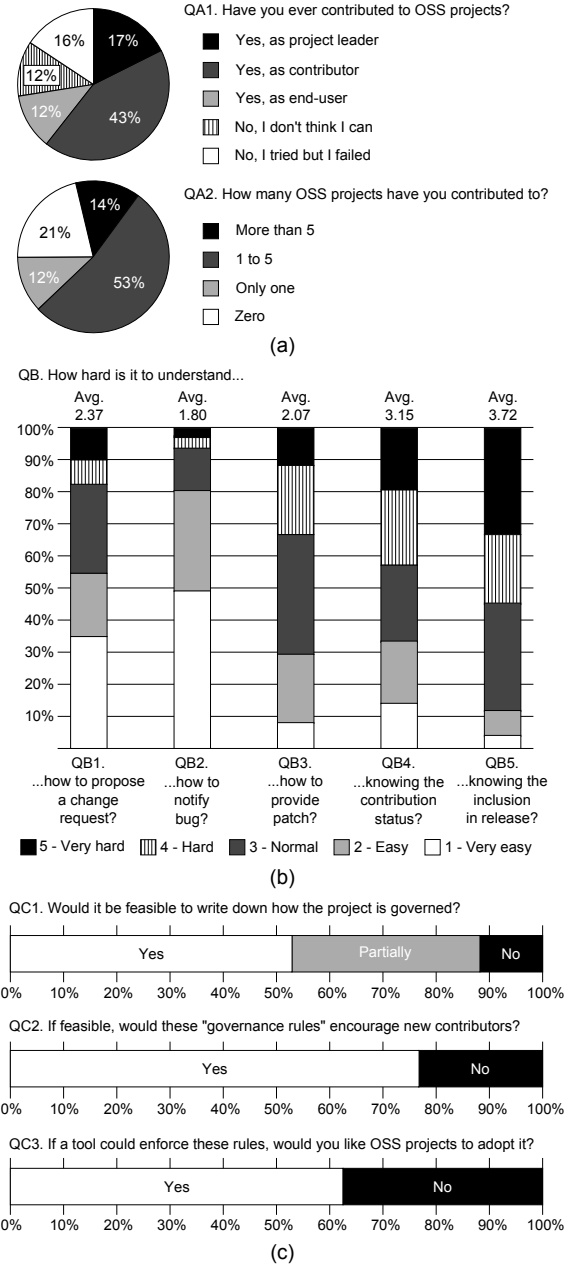 QA1. Have you ever contributed to OSS projects?
16%
17%
12%
12%
43%
Yes, as project leader
Yes, as contributor
Yes, as end-user
No, I don't think I can
No, I tried but I failed
QA2. How many OSS projects have you contributed to?
14%
21%
12%
53%
More than 5
1 to 5
Only one
Zero
(a)
QB. How hard is it to understand...
Avg. Avg. Avg. Avg. Avg.
2.37 1.80 2.07 3.15 3.72
100%
90%
80%
70%
60%
50%
40%
30%
20%
10%
QB1. QB2. QB3. QB4. QB5.
...how to propose ...how to ...how to ...knowing the ...knowing the
a change notify provide contribution inclusion
request? bug? patch? status? in release?
5 - Very hard 4 - Hard 3 - Normal 2 - Easy 1 - Very easy
(b)
QC1. Would it be feasible to write down how the project is governed?
Yes Partially No
0% 10% 20% 30% 40% 50% 60% 70% 80% 90% 100%
QC2. If feasible, would these "governance rules" encourage new contributors?
Yes No
0% 10% 20% 30% 40% 50% 60% 70% 80% 90% 100%
QC3. If a tool could enforce these rules, would you like OSS projects to adopt it?
Yes No
0% 10% 20% 30% 40% 50% 60% 70% 80% 90% 100%
(c)